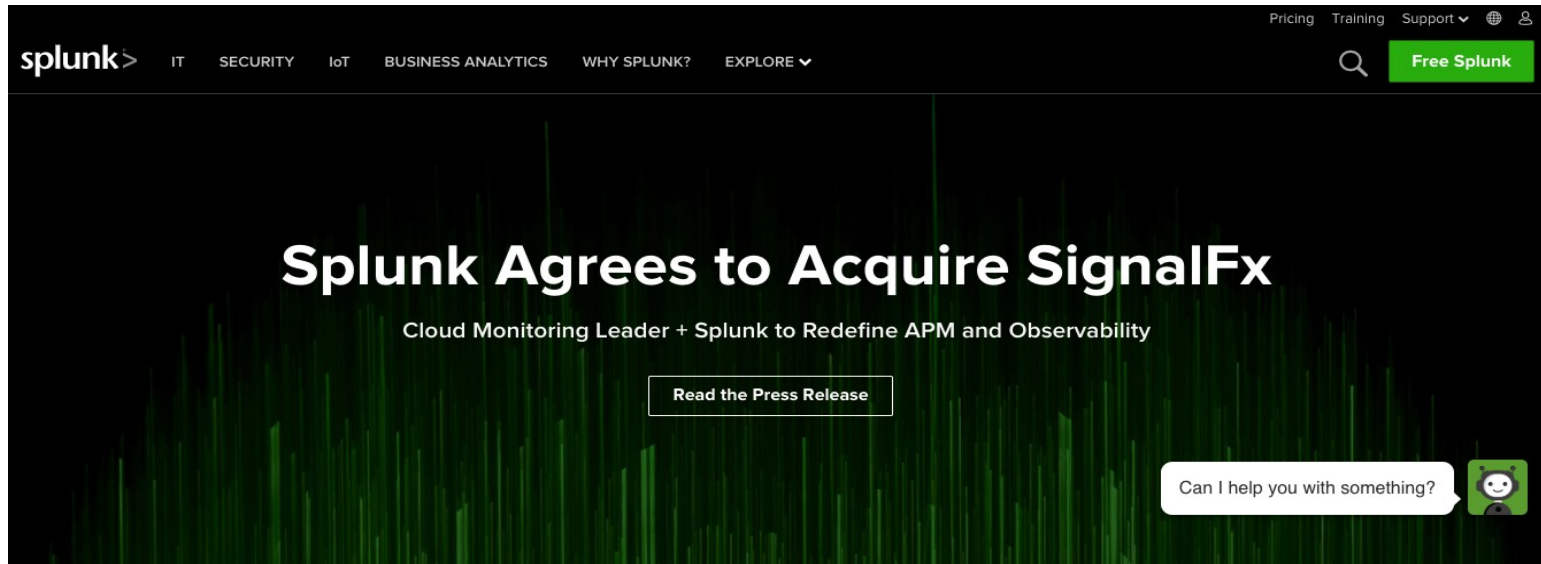 Pricing Training Support
splunk> IT SECURITY IoT BUSINESS ANALYTICS WHY SPLUNK? EXPLORE Free Splunk
Splunk Agrees to Acquire SignalFx
Cloud Monitoring Leader + Splunk to Redefine APM and Observability
Read the Press Release
Can I help you with something?